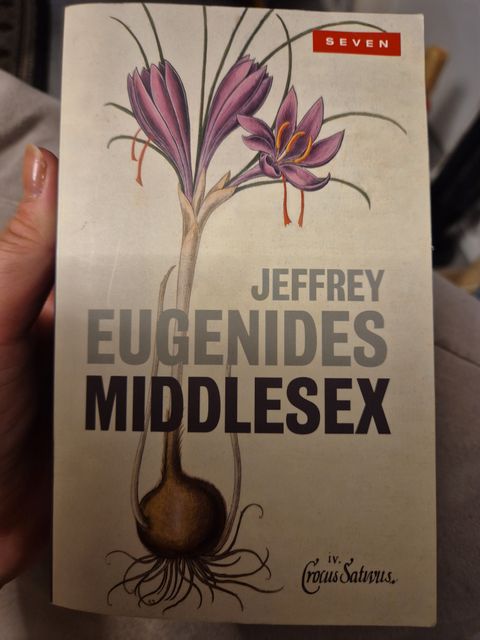 SEVEN
JEFFREY
EUGENIDES
MIDDLESEX
IV.
Crocus Sativus.